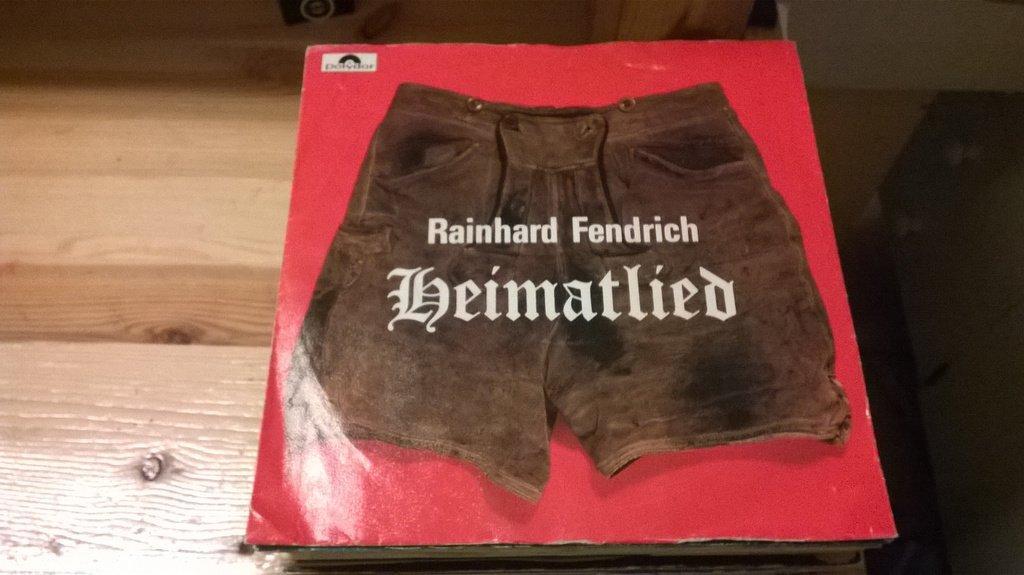 polydor
Rainhard Fendrich
Heimatlied